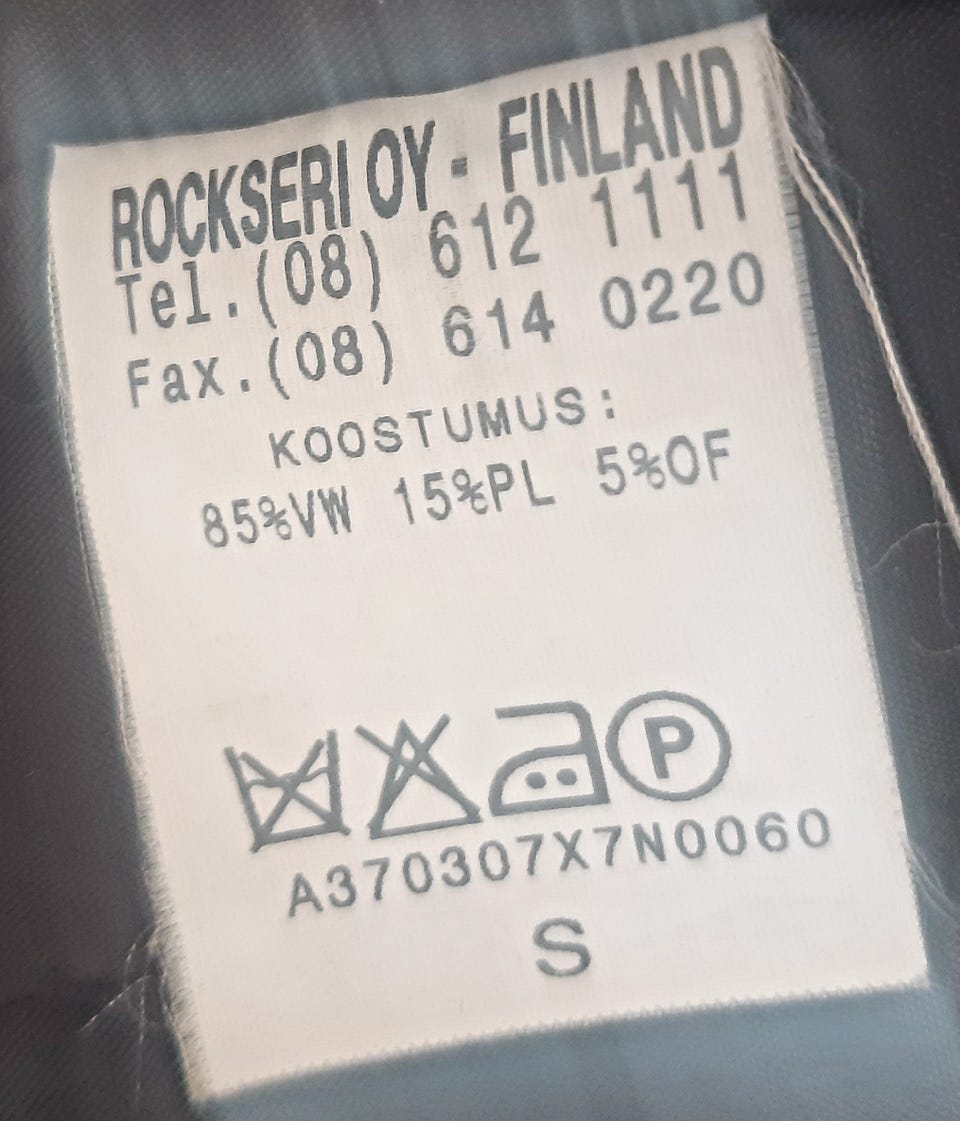 ROCKSERI OY - FINLAND
Tel.(08) 612 1111
Fax.(08) 614 0220
KOOSTUMUS:
85%VW 15%PL 5%OF
P
A370307X7N0060
S